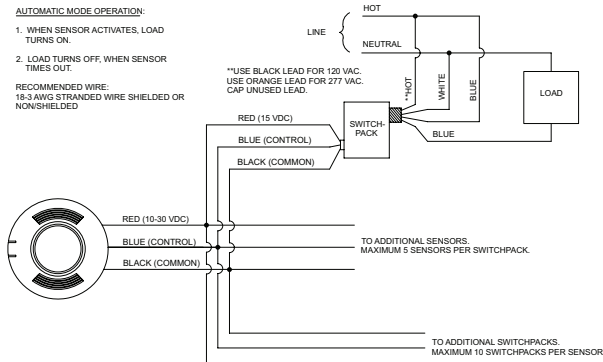 AUTOMATIC MODE OPERATION:
1. WHEN SENSOR ACTIVATES, LOAD
TURNS ON.
2. LOAD TURNS OFF, WHEN SENSOR
TIMES OUT.
RECOMMENDED WIRE:
18-3 AWG STRANDED WIRE SHIELDED OR
NON/SHIELDED
HOT
LINE
NEUTRAL
**USE BLACK LEAD FOR 120 VAC.
USE ORANGE LEAD FOR 277 VAC.
CAP UNUSED LEAD.
**HOT
WHITE
BLUE
LOAD
RED (15 VDC)
SWITCH-
PACK
BLUE (CONTROL)
BLUE
BLACK (COMMON)
RED (10-30 VDC)
BLUE (CONTROL)
BLACK (COMMON)
TO ADDITIONAL SENSORS.
MAXIMUM 5 SENSORS PER SWITCHPACK.
TO ADDITIONAL SWITCHPACKS.
MAXIMUM 10 SWITCHPACKS PER SENSOR